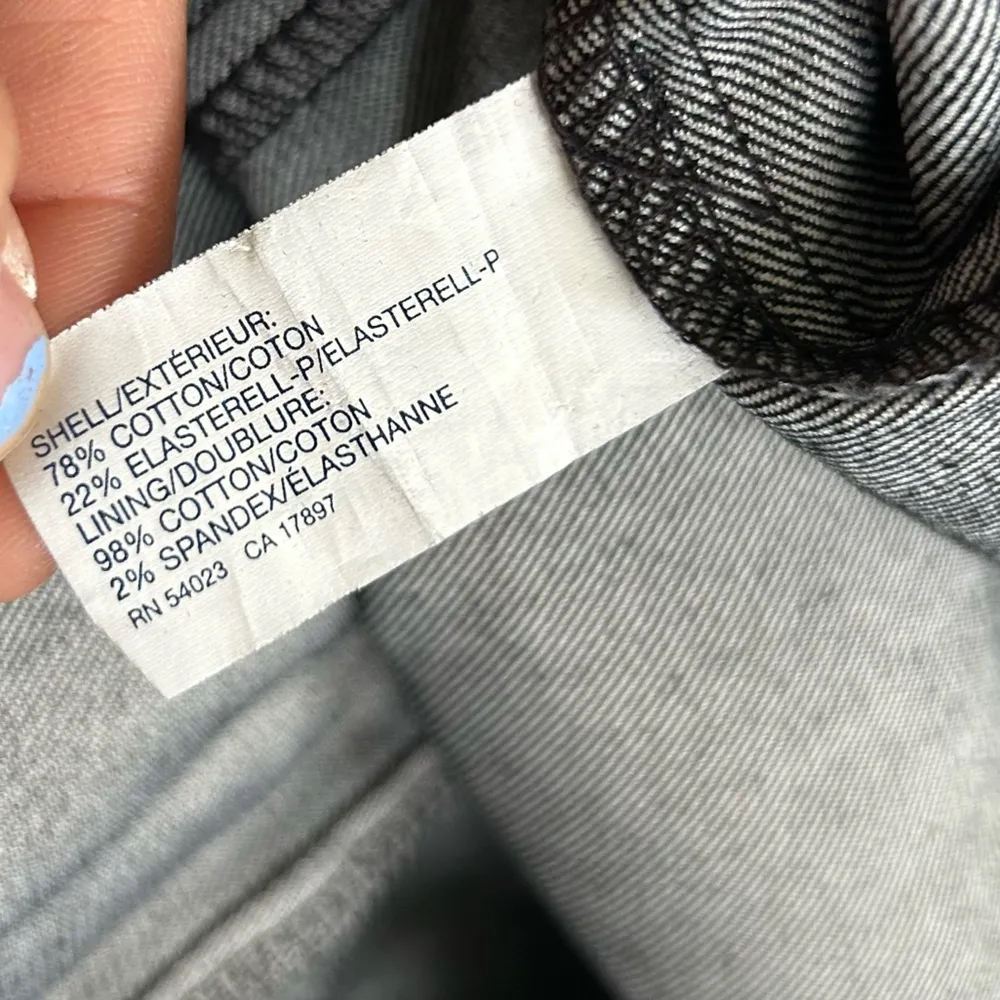 SHELL/EXTÉRIEUR:
78% COTTON/COTON
22% ELASTERELL-P/ELASTERELL-P
LINING/DOUBLURE:
98% COTTON/COTON
2% SPANDEX/ÉLASTHANNE
RN 54023 CA 17897